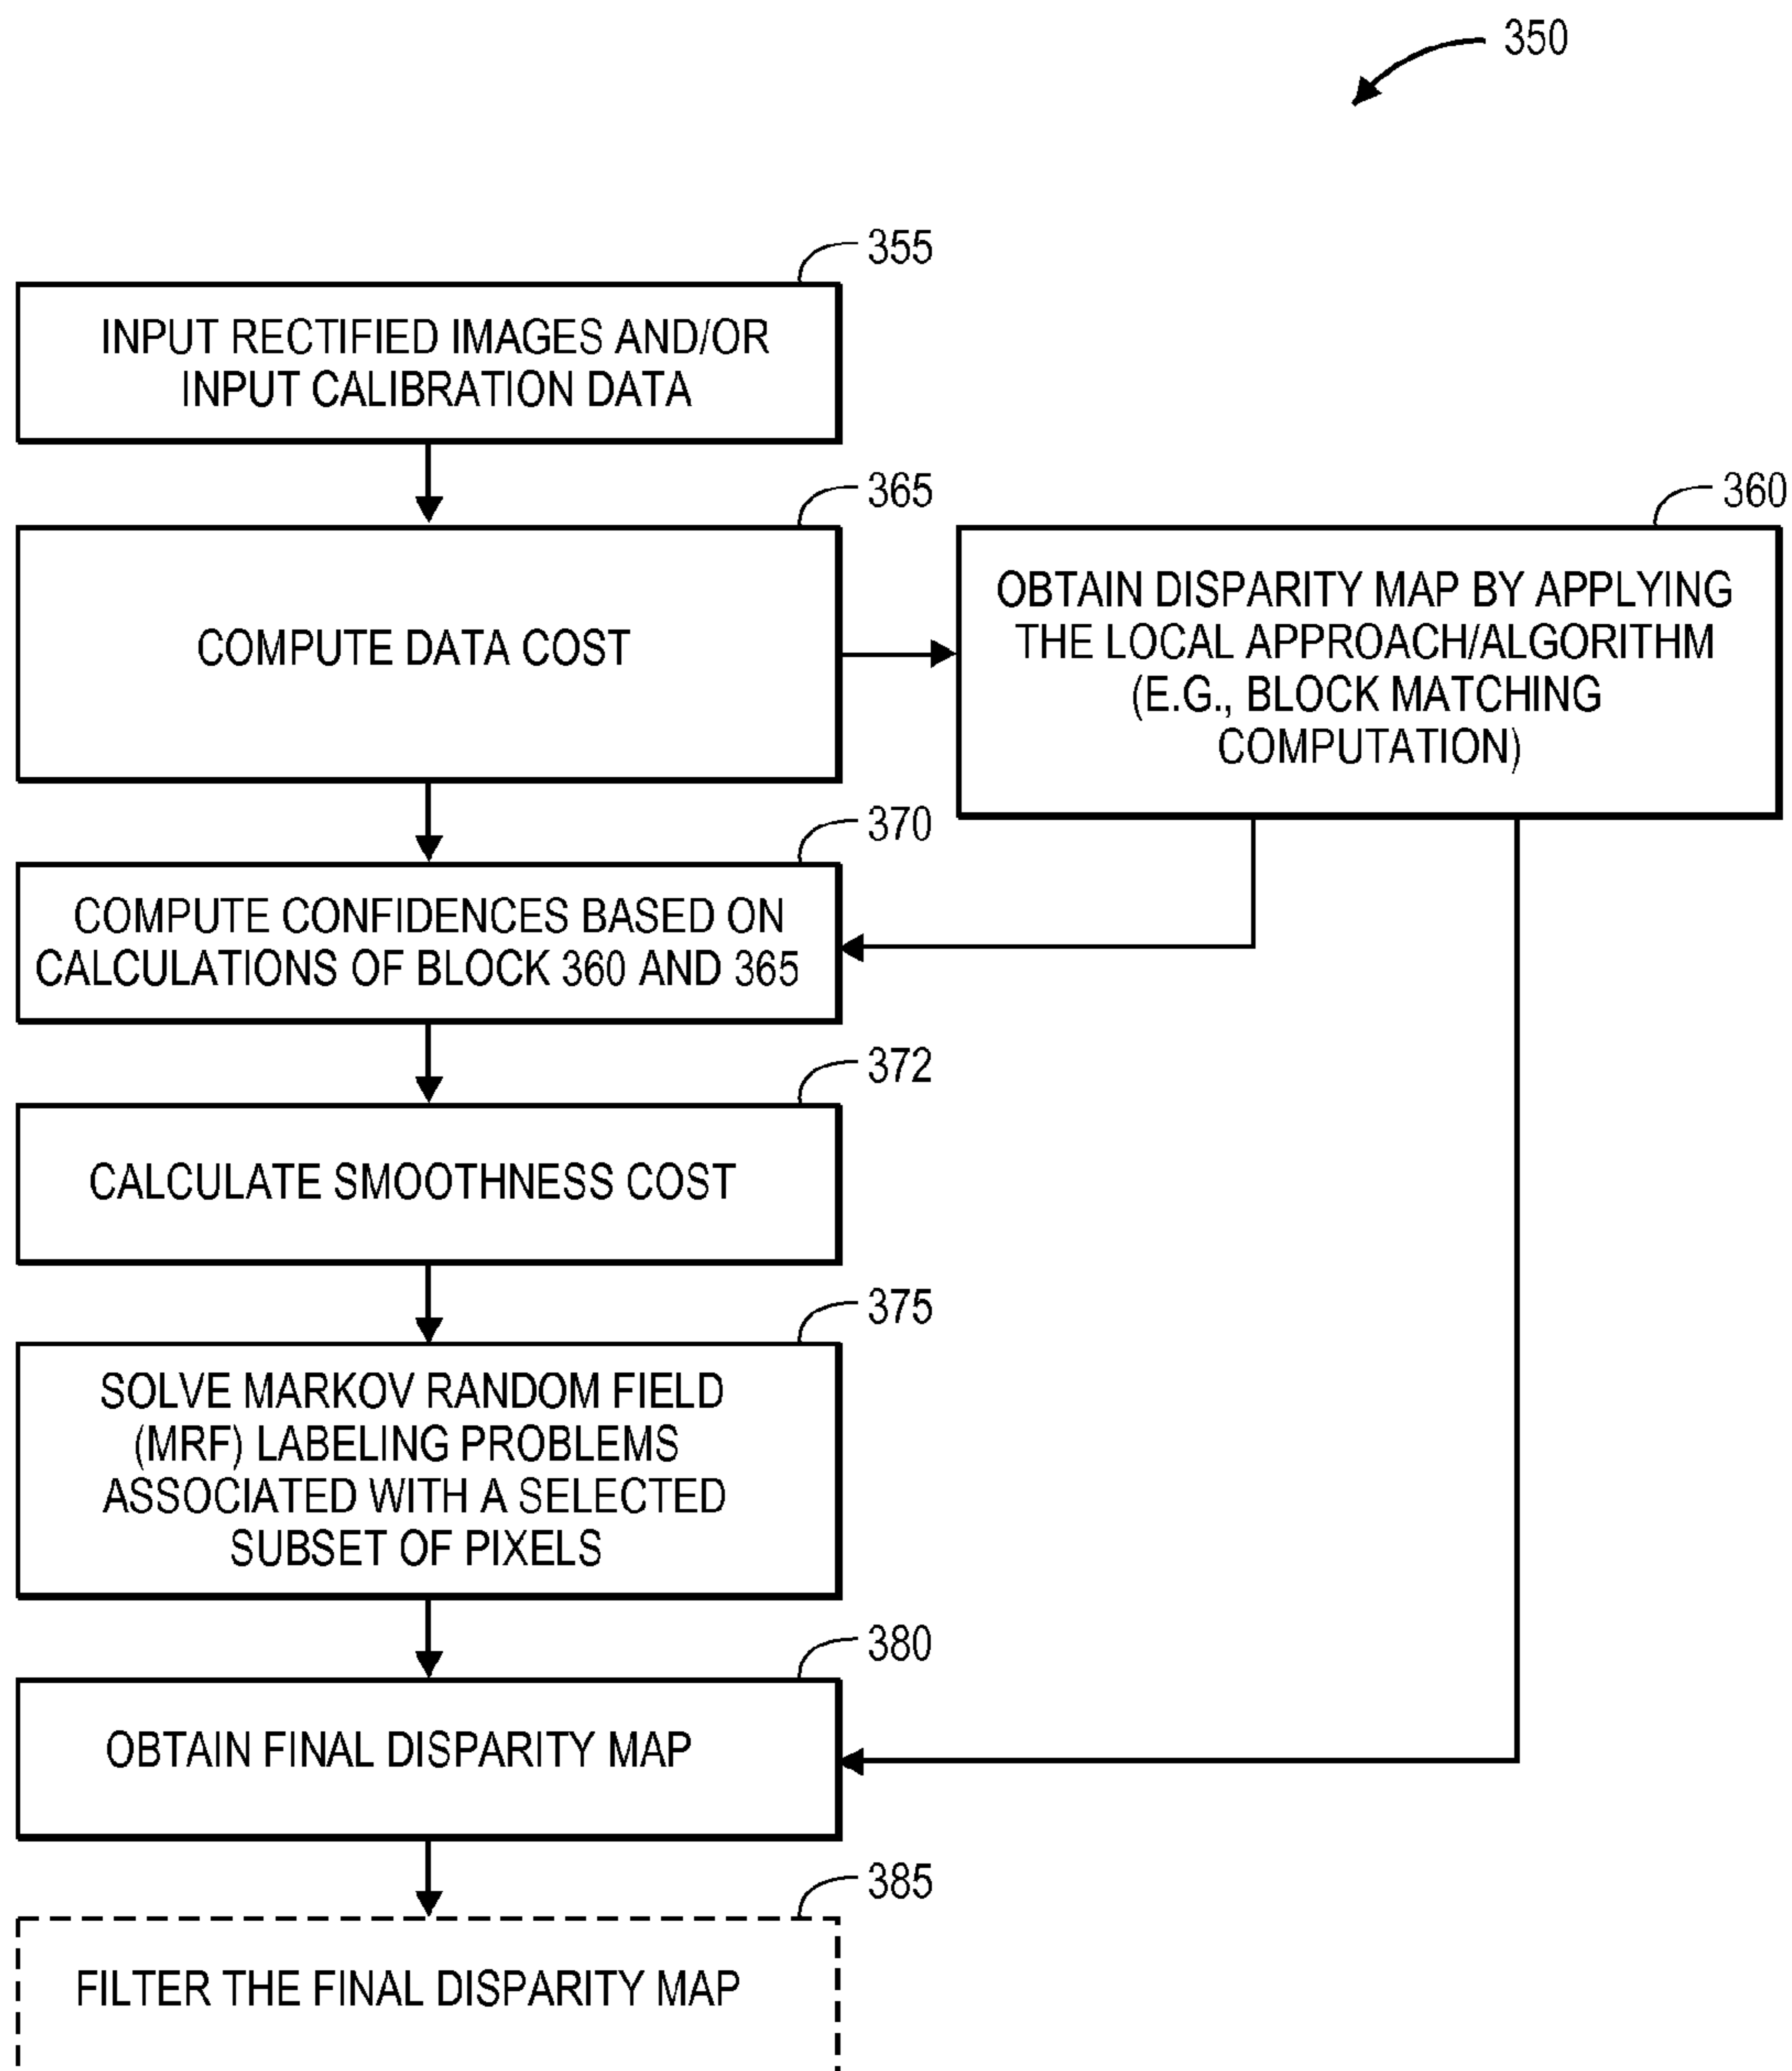 350
355
INPUT RECTIFIED IMAGES AND/OR
INPUT CALIBRATION DATA
365
COMPUTE DATA COST
360
OBTAIN DISPARITY MAP BY APPLYING
THE LOCAL APPROACH/ALGORITHM
(E.G., BLOCK MATCHING
COMPUTATION)
370
COMPUTE CONFIDENCES BASED ON
CALCULATIONS OF BLOCK 360 AND 365
372
CALCULATE SMOOTHNESS COST
375
SOLVE MARKOV RANDOM FIELD
(MRF) LABELING PROBLEMS
ASSOCIATED WITH A SELECTED
SUBSET OF PIXELS
380
OBTAIN FINAL DISPARITY MAP
385
FILTER THE FINAL DISPARITY MAP